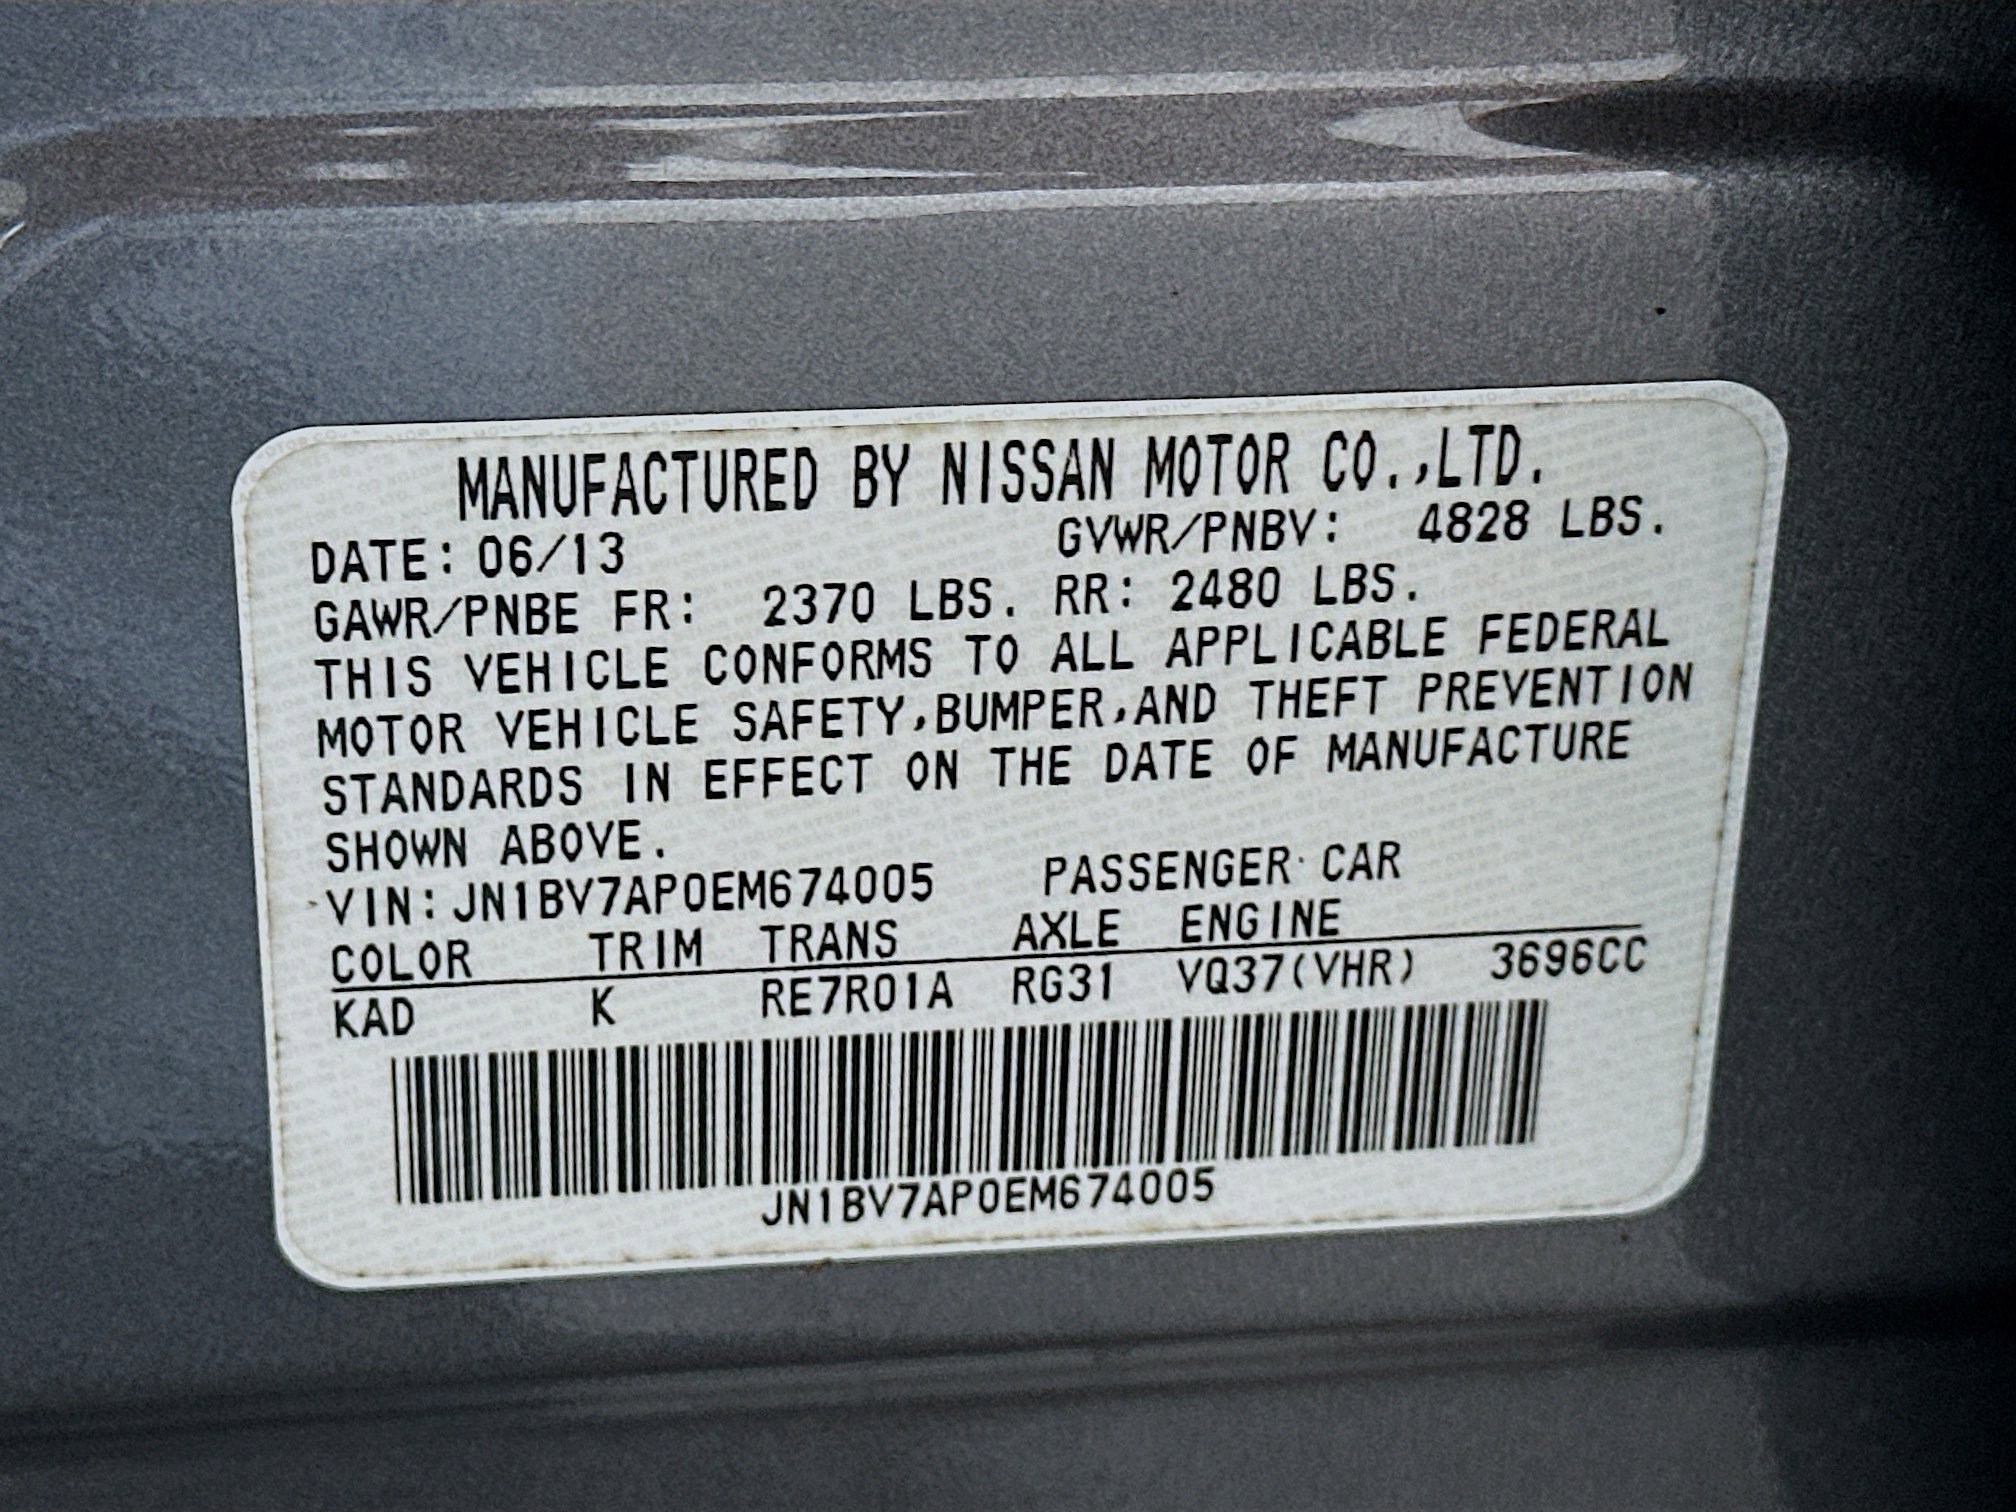 MANUFACTURED BY NISSAN MOTOR CO.,LTD.
DATE: 06/13 GVWR/PNBV: 4828 LBS.
GAWR/PNBE FR: 2370 LBS. RR: 2480 LBS.
THIS VEHICLE CONFORMS TO ALL APPLICABLE FEDERAL
MOTOR VEHICLE SAFETY,BUMPER,AND THEFT PREVENTION
STANDARDS IN EFFECT ON THE DATE OF MANUFACTURE
SHOWN ABOVE.
VIN: JN1BV7AP0EM674005 PASSENGER CAR
COLOR TRIM TRANS AXLE ENGINE
KAD K RE7R01A RG31 VQ37(VHR) 3696CC
JN1BV7AP0EM674005